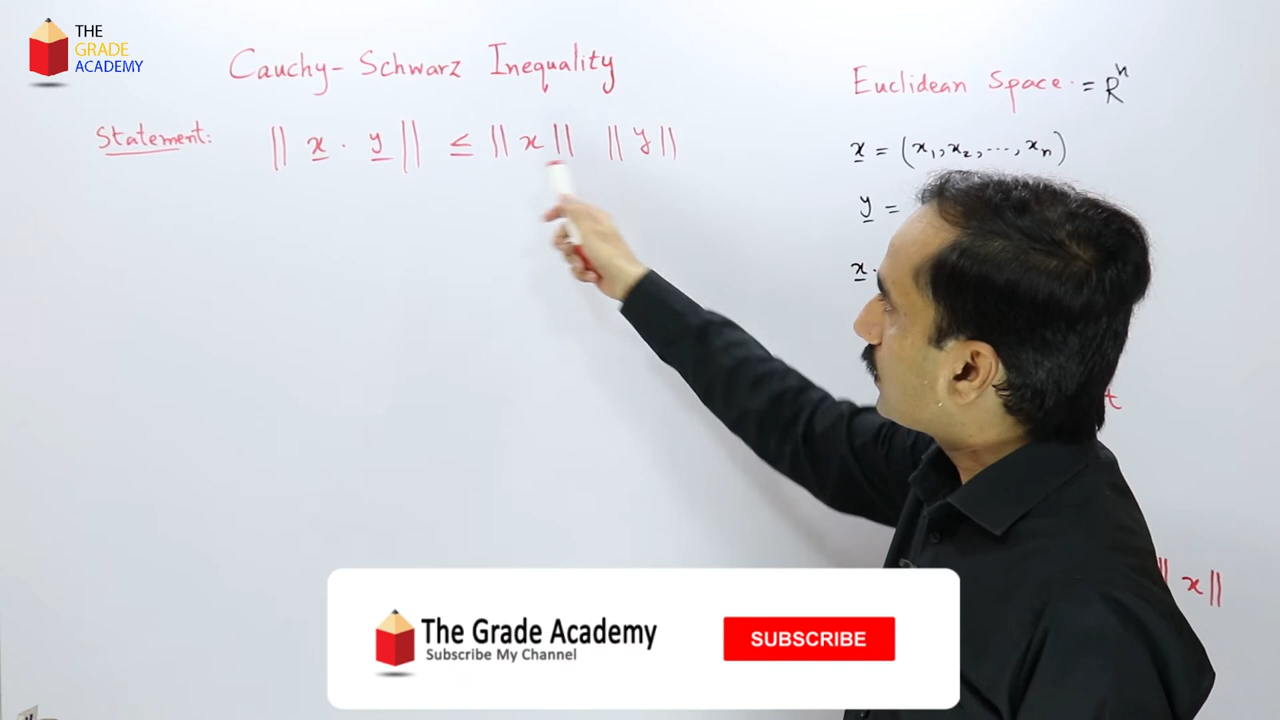 THE
GRADE
ACADEMY
Cauchy-Schwarz Inequality
Statement: || x · y || ≤ || x || || y ||
Euclidean Space = Rⁿ
x = (x₁, x₂, ..., xₙ)
y =
x ·
t
|| x ||
The Grade Academy
Subscribe My Channel
SUBSCRIBE